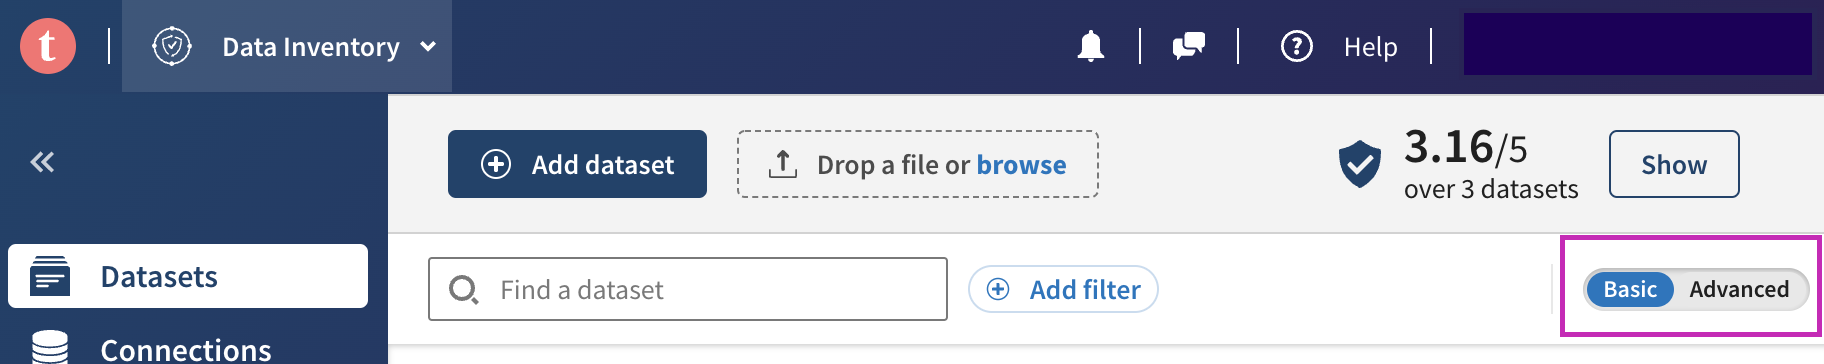 t
Data Inventory
Help
Add dataset
Drop a file or browse
3.16/5
over 3 datasets
Show
Datasets
Find a dataset
Add filter
Basic
Advanced
Connections